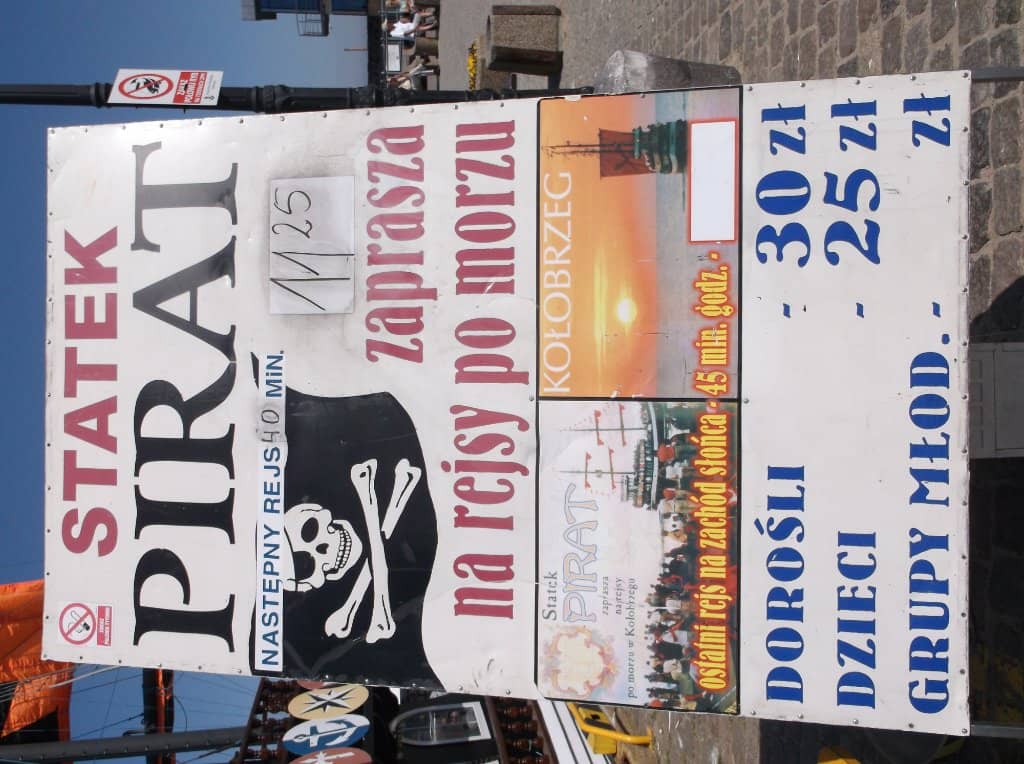 STATEK
PIRAT
NASTĘPNY REJS 40 MiN.
11 25
zaprasza
na rejsy po morzu
Statek
PIRAT
zaprasza
na rejsy
po morzu w Kołobrzegu
KOŁOBRZEG
ostatni rejs na zachód słońca - 45 min. godz. -
DOROŚLI - 30 zł
DZIECI - 25 zł
GRUPY MŁOD. - zł